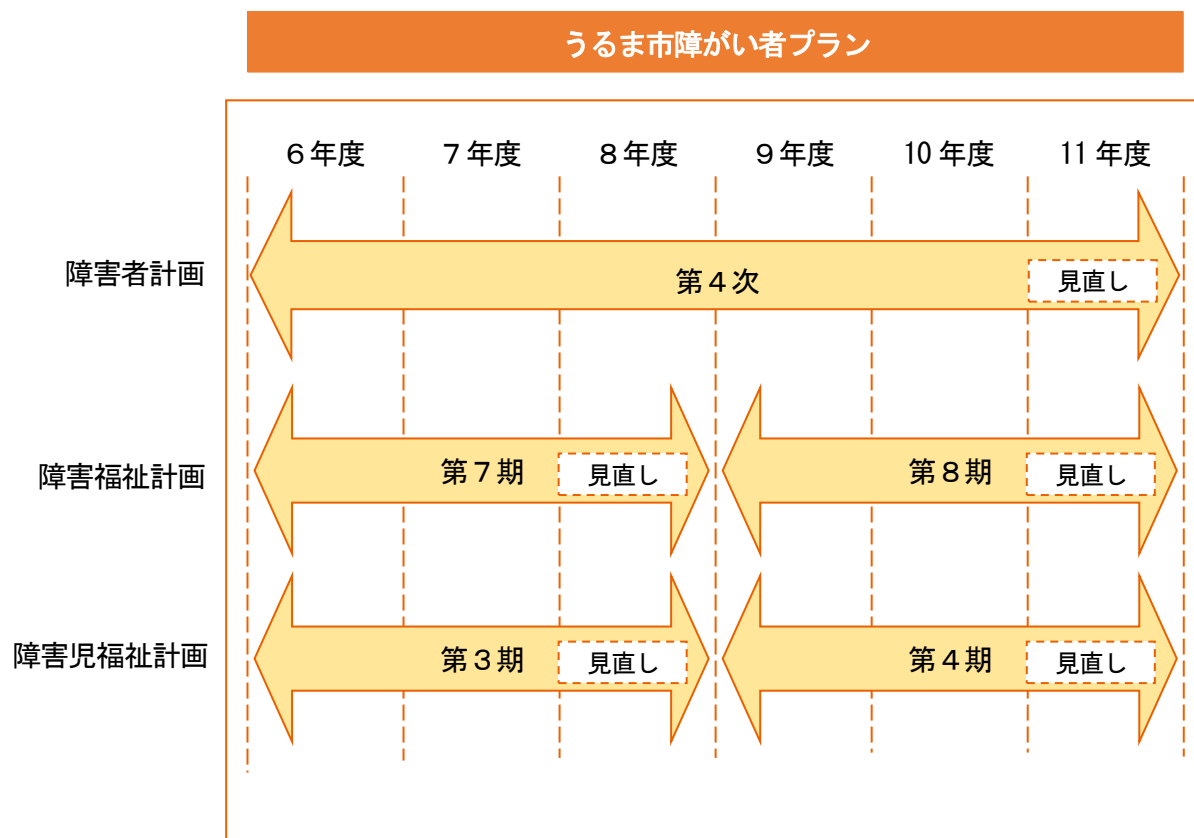 うるま市障がい者プラン
６年度 ７年度 ８年度 ９年度 10 年度 11 年度
障害者計画 第４次 見直し
障害福祉計画 第７期 見直し 第８期 見直し
障害児福祉計画 第３期 見直し 第４期 見直し